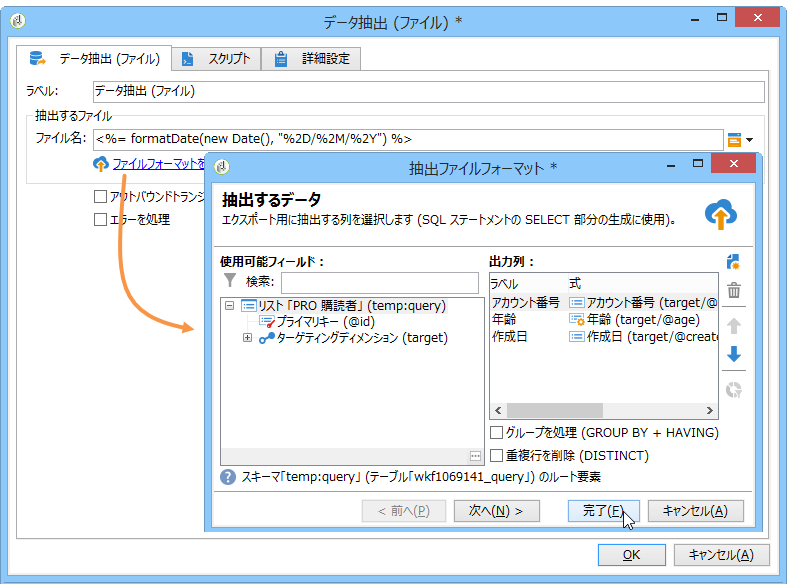 データ抽出 (ファイル) *
データ抽出 (ファイル)
スクリプト
詳細設定
ラベル:
データ抽出 (ファイル)
抽出するファイル
ファイル名:
<%= formatDate(new Date(), "%2D/%2M/%2Y") %>
ファイルフォーマットを
アウトバウンドトランジ
エラーを処理
抽出ファイルフォーマット *
抽出するデータ
エクスポート用に抽出する列を選択します (SQL ステートメントの SELECT 部分の生成に使用)。
使用可能フィールド :
検索:
リスト「PRO 購読者」(temp:query)
プライマリキー (@id)
ターゲティングディメンション (target)
出力列 :
ラベル 式
アカウント番号 アカウント番号 (target/@
年齢 年齢 (target/@age)
作成日 作成日 (target/@create
グループを処理 (GROUP BY + HAVING)
重複行を削除 (DISTINCT)
スキーマ「temp:query」 (テーブル「wkf1069141_query」) のルート要素
< 前へ(P)
次へ(N) >
完了(F)
キャンセル(A)
OK
キャンセル(A)